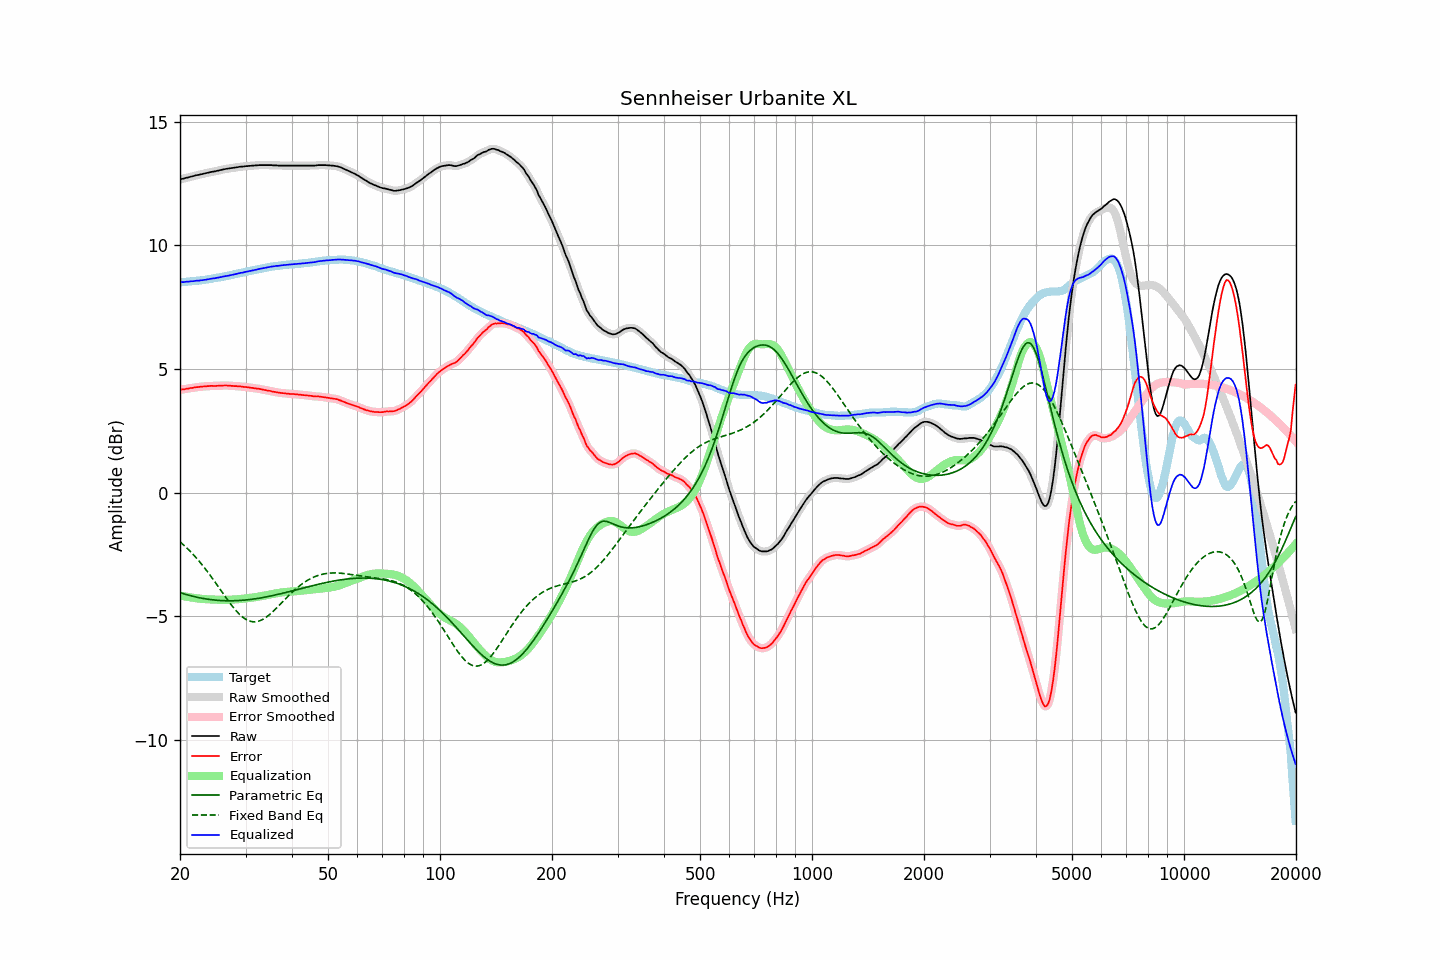 Sennheiser Urbanite XL
15
10
5
0
−5
−10
Amplitude (dBr)
Target
Raw Smoothed
Error Smoothed
Raw
Error
Equalization
Parametric Eq
Fixed Band Eq
Equalized
20 50 100 200 500 1000 2000 5000 10000 20000
Frequency (Hz)